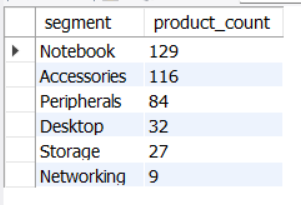 segment product_count
Notebook 129
Accessories 116
Peripherals 84
Desktop 32
Storage 27
Networking 9